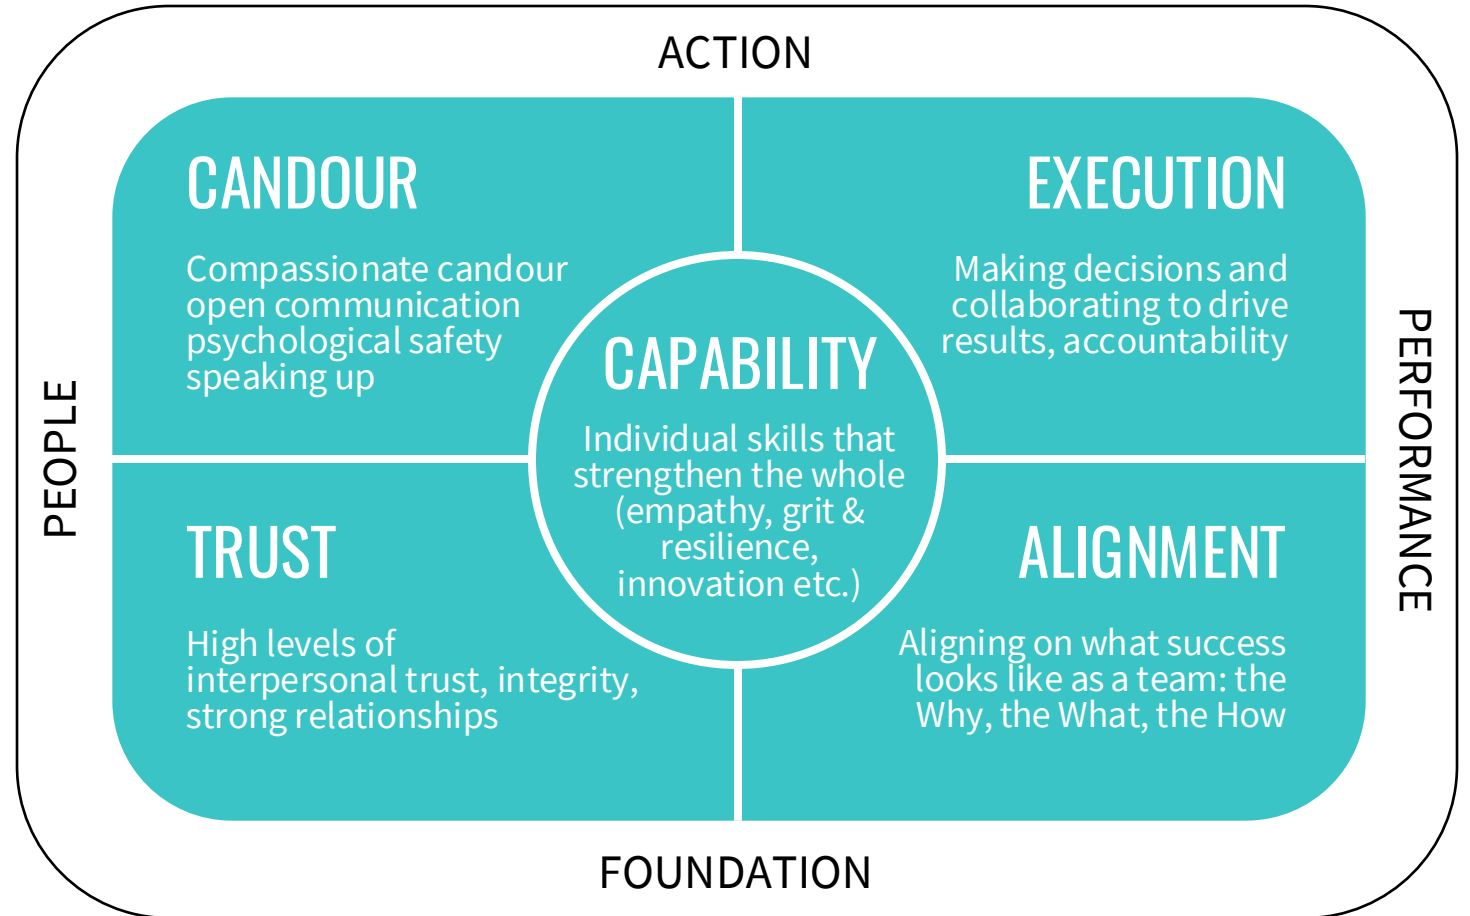 ACTION
CANDOUR
Compassionate candour
open communication
psychological safety
speaking up
EXECUTION
Making decisions and
collaborating to drive
results, accountability
CAPABILITY
Individual skills that
strengthen the whole
(empathy, grit &
resilience,
innovation etc.)
PEOPLE
PERFORMANCE
TRUST
High levels of
interpersonal trust, integrity,
strong relationships
ALIGNMENT
Aligning on what success
looks like as a team: the
Why, the What, the How
FOUNDATION